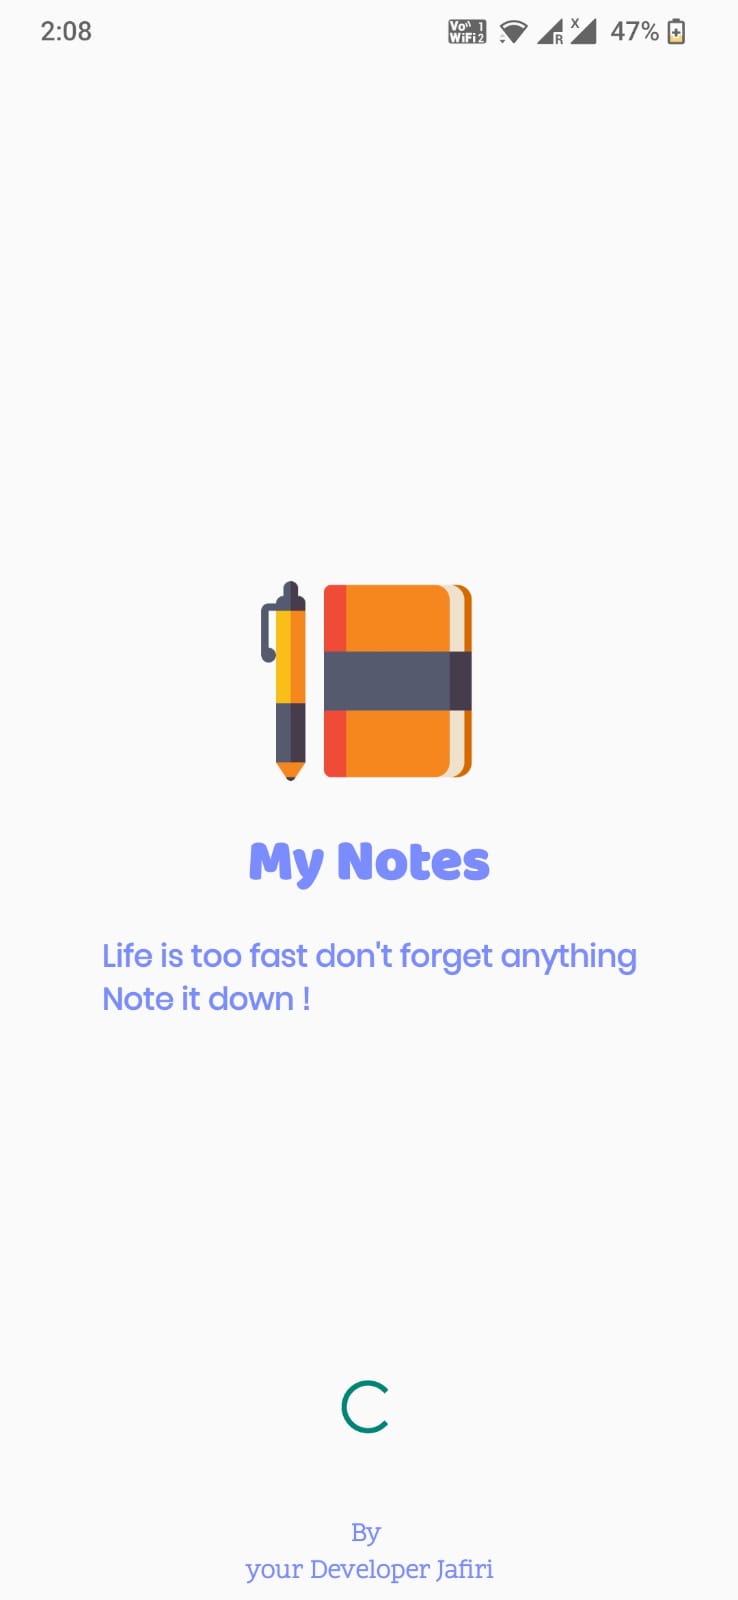 2:08
Vo 1
WiFi 2
R
X
47%
My Notes
Life is too fast don't forget anything
Note it down !
By
your Developer Jafiri